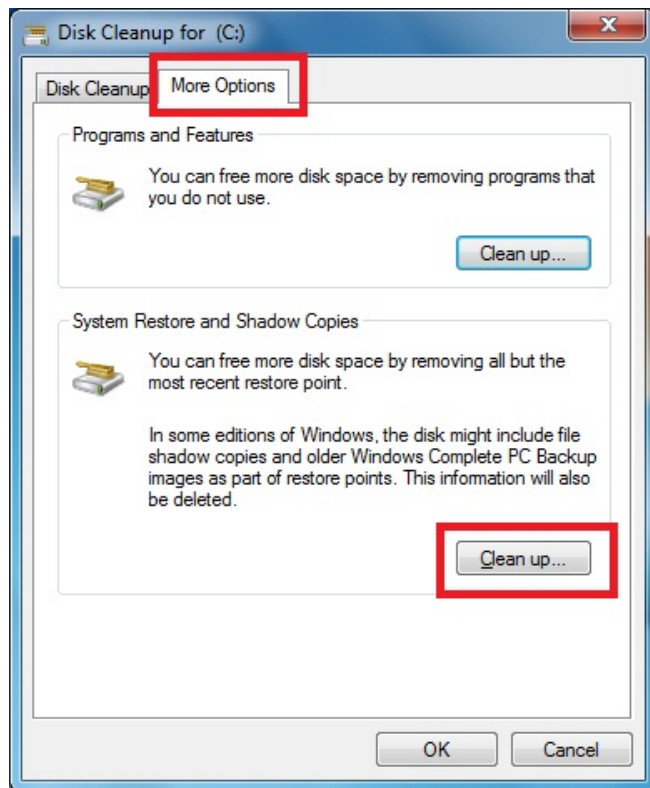 Disk Cleanup for (C:)
Disk Cleanup
More Options
Programs and Features
You can free more disk space by removing programs that
you do not use.
Clean up...
System Restore and Shadow Copies
You can free more disk space by removing all but the
most recent restore point.
In some editions of Windows, the disk might include file
shadow copies and older Windows Complete PC Backup
images as part of restore points. This information will also
be deleted.
Clean up...
OK
Cancel